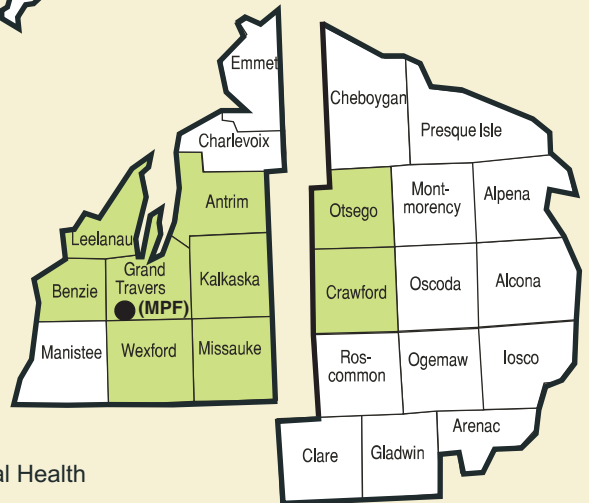 Emmet
Cheboygan
Presque Isle
Charlevoix
Antrim
Otsego
Mont-
morency
Alpena
Leelanau
Grand
Travers
Kalkaska
Benzie
(MPF)
Crawford
Oscoda
Alcona
Manistee
Wexford
Missauke
Ros-
common
Ogemaw
Iosco
Arenac
Clare
Gladwin
al Health